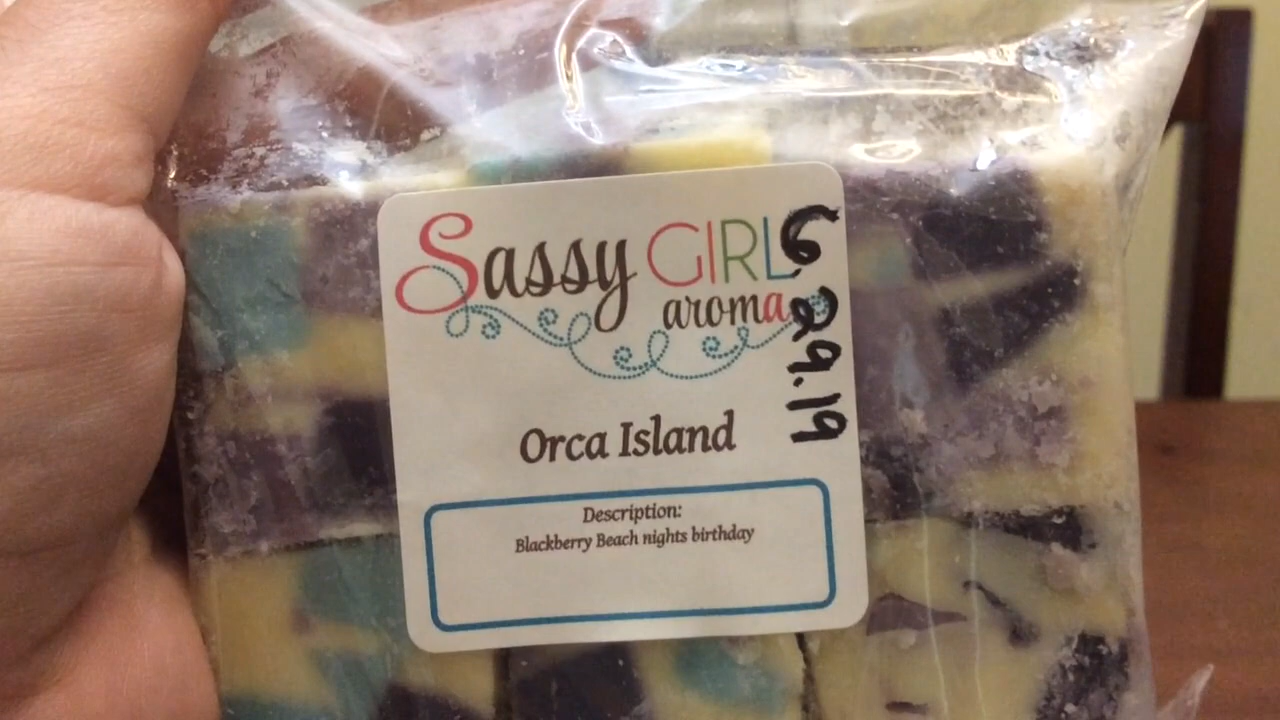 Sassy GIRL
aroma
6.29.19
Orca Island
Description:
Blackberry Beach nights birthday